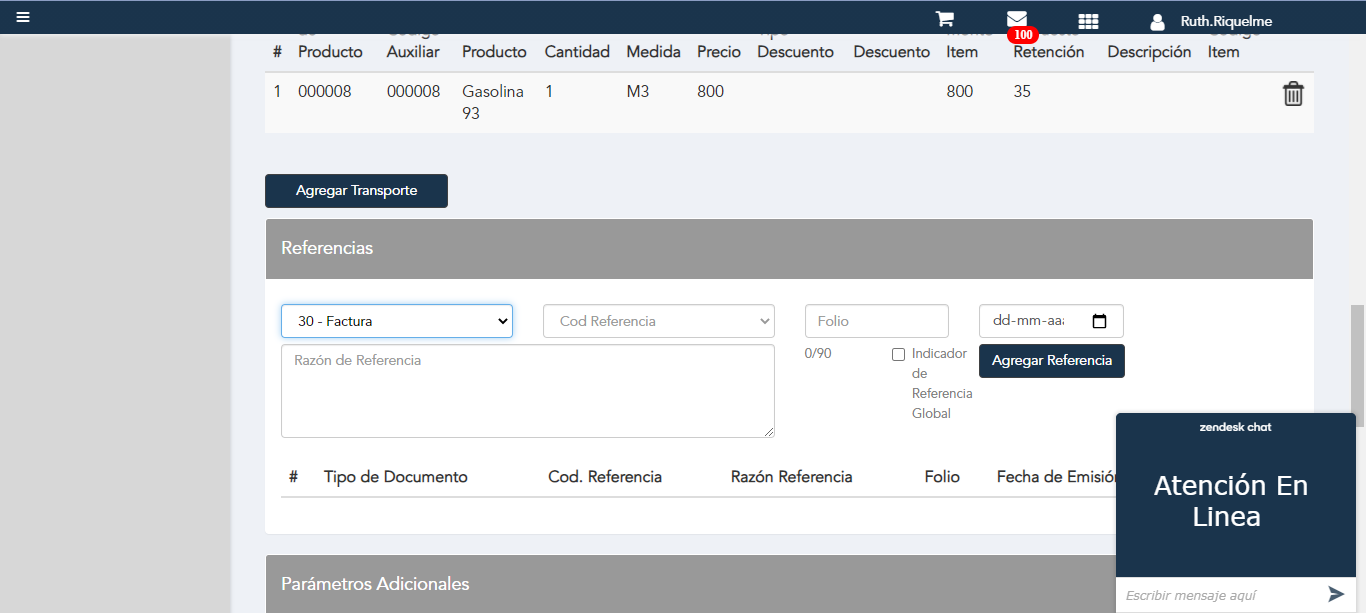 Ruth.Riquelme
100
# Producto Auxiliar Producto Cantidad Medida Precio Descuento Descuento Item Retención Descripción Item
1 000008 000008 Gasolina 1 M3 800 800 35
93
Agregar Transporte
Referencias
30 - Factura Cod Referencia Folio dd-mm-aaa
Razón de Referencia
0/90
Indicador
de
Referencia
Global
Agregar Referencia
# Tipo de Documento Cod. Referencia Razón Referencia Folio Fecha de Emisión
Parámetros Adicionales
zendesk chat
Atención En
Linea
Escribir mensaje aquí